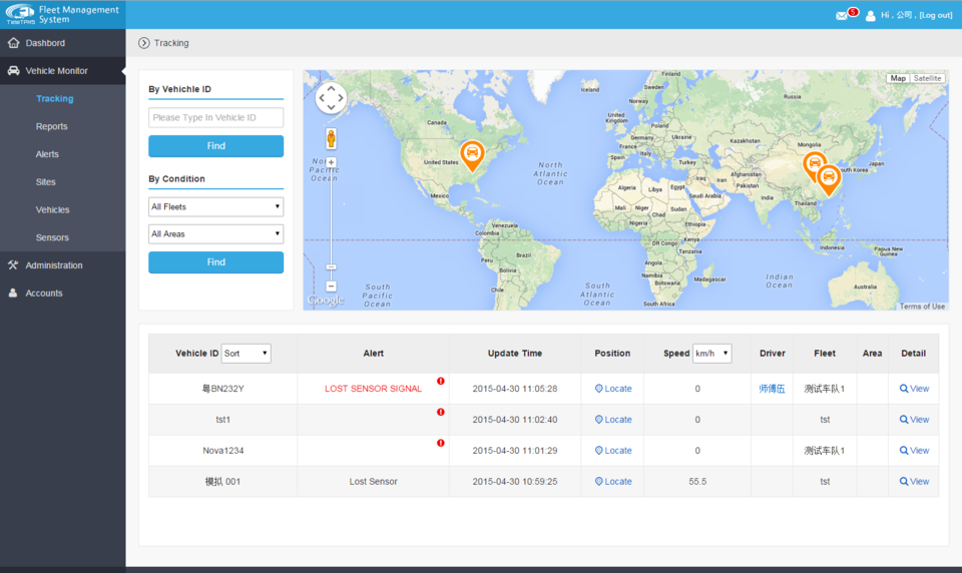 Fleet Management
System
5
Hi , 公司 , [Log out]
Dashbord
Vehicle Monitor
Tracking
Reports
Alerts
Sites
Vehicles
Sensors
Administration
Accounts
Tracking
By Vehichle ID
Please Type In Vehicle ID
Find
By Condition
All Fleets
All Areas
Find
Map Satellite
Finland
Iceland
Sweden
Russia
Norway
Canada
United Kingdom
Poland
Germany
Ukraine
Kazakhstan
Mongolia
France
Italy
Spain
Turkey
United States
North Pacific Ocean
North Atlantic Ocean
Japan
South Korea
Afghanistan
Iraq
Iran
Pakistan
Algeria
Libya
Egypt
Saudi Arabia
India
Mexico
Mali
Niger
Chad
Sudan
Thailand
Nigeria
Ethiopia
Venezuela
Colombia
Kenya
DR Congo
Tanzania
Indonesia
Papua New Guinea
Peru
Brazil
Angola
Bolivia
Namibia
Botswana
Madagascar
Chile
South Africa
Indian Ocean
Australia
South Pacific Ocean
South Atlantic Ocean
Google
Terms of Use
Vehicle ID Sort Alert Update Time Position Speed km/h Driver Fleet Area Detail
粤BN232Y LOST SENSOR SIGNAL 2015-04-30 11:05:28 Locate 0 师傅伍 测试车队1 View
tst1 2015-04-30 11:02:40 Locate 0 tst View
Nova1234 2015-04-30 11:01:29 Locate 0 测试车队1 View
模拟 001 Lost Sensor 2015-04-30 10:59:25 Locate 55.5 tst View